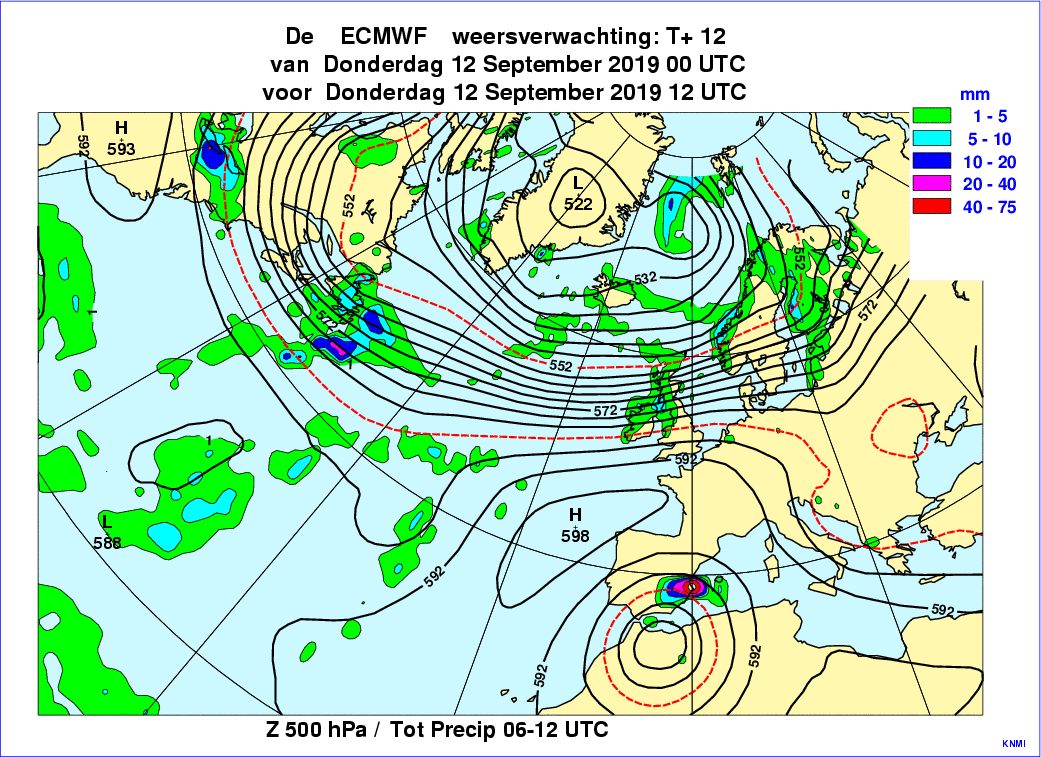 De ECMWF weersverwachting: T+ 12
van Donderdag 12 September 2019 00 UTC
voor Donderdag 12 September 2019 12 UTC
mm
1 - 5
5 - 10
10 - 20
20 - 40
40 - 75
H
593
592
L
522
552
532
552
572
572
1
1
552
572
1
592
L
588
H
598
592
592
592
592
Z 500 hPa / Tot Precip 06-12 UTC
KNMI